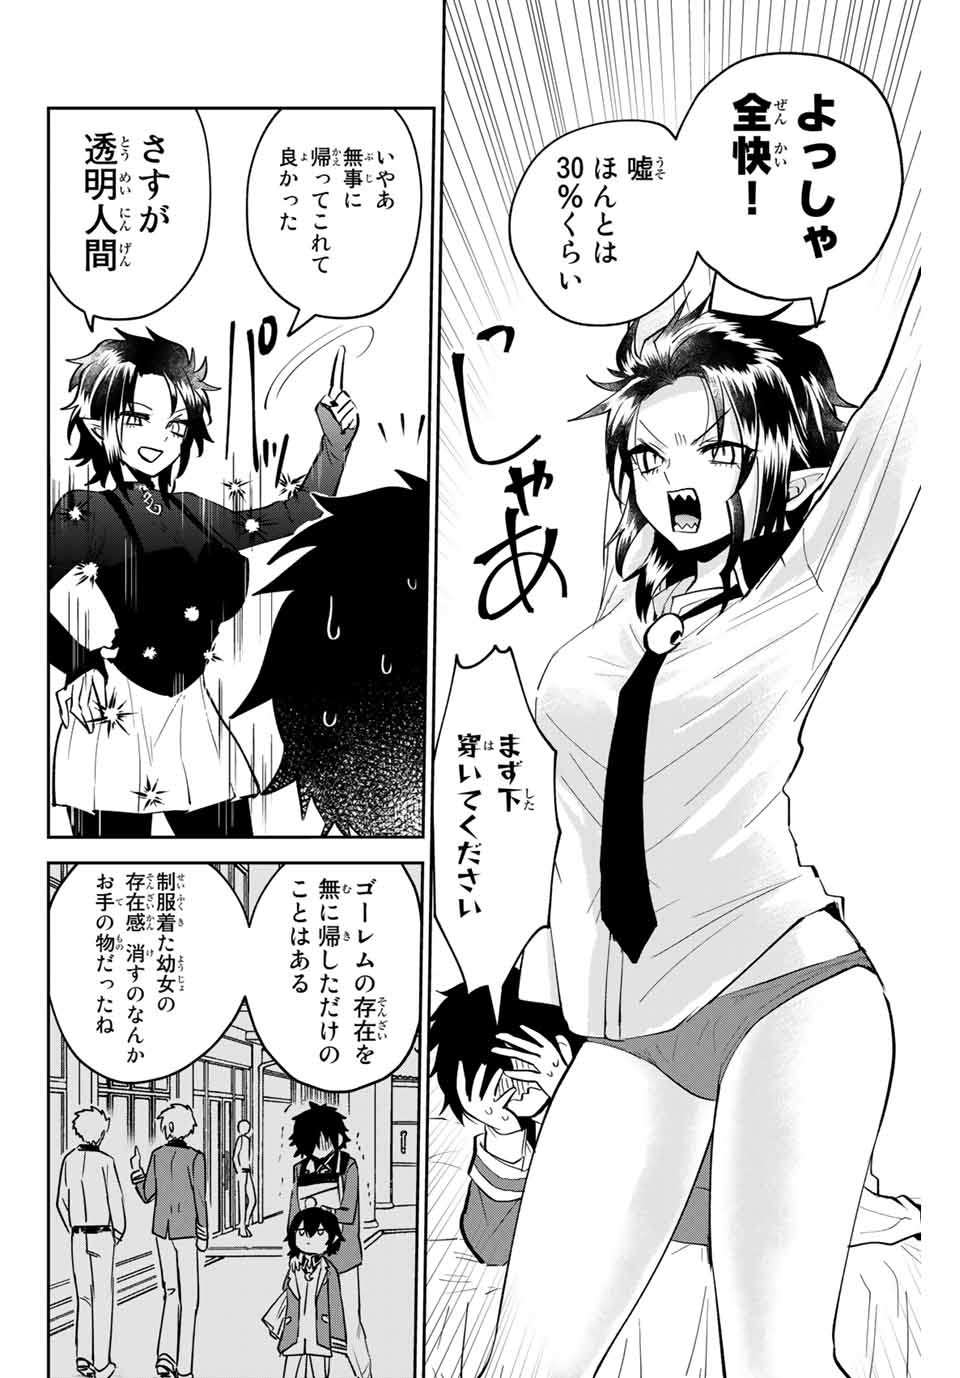 よっしゃ
全快！
嘘
ほんとは
30％くらい
っしゃああ
まず下
穿いてください
いやあ
無事に
帰ってこれて
良かった
さすが
透明人間
パッ
ゴーレムの存在を
無に帰しただけの
ことはある
制服着た幼女の
存在感 消すのなんか
お手の物だったね